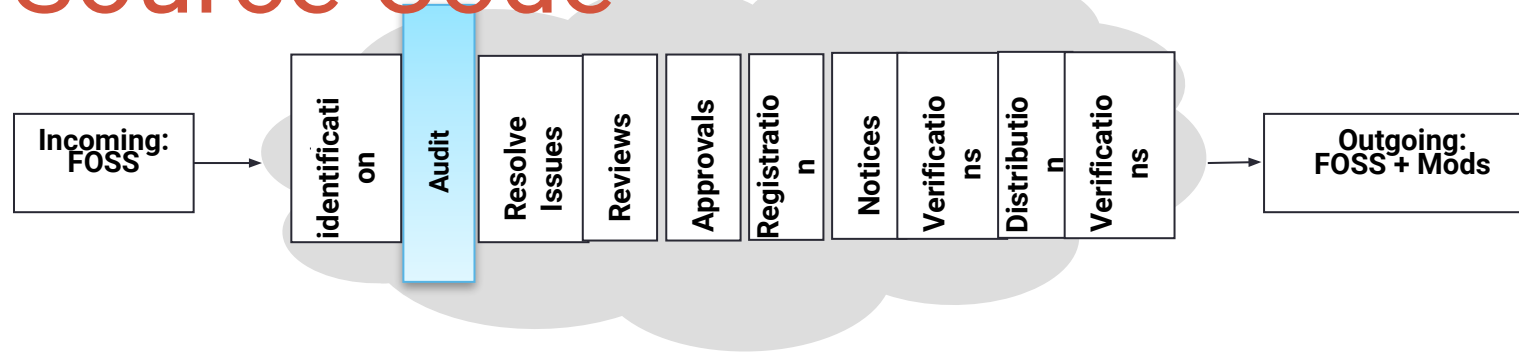 Source Code
Incoming:
FOSS
identificati
on
Audit
Resolve
Issues
Reviews
Approvals
Registratio
n
Notices
Verificatio
ns
Distributio
n
Verificatio
ns
Outgoing:
FOSS + Mods